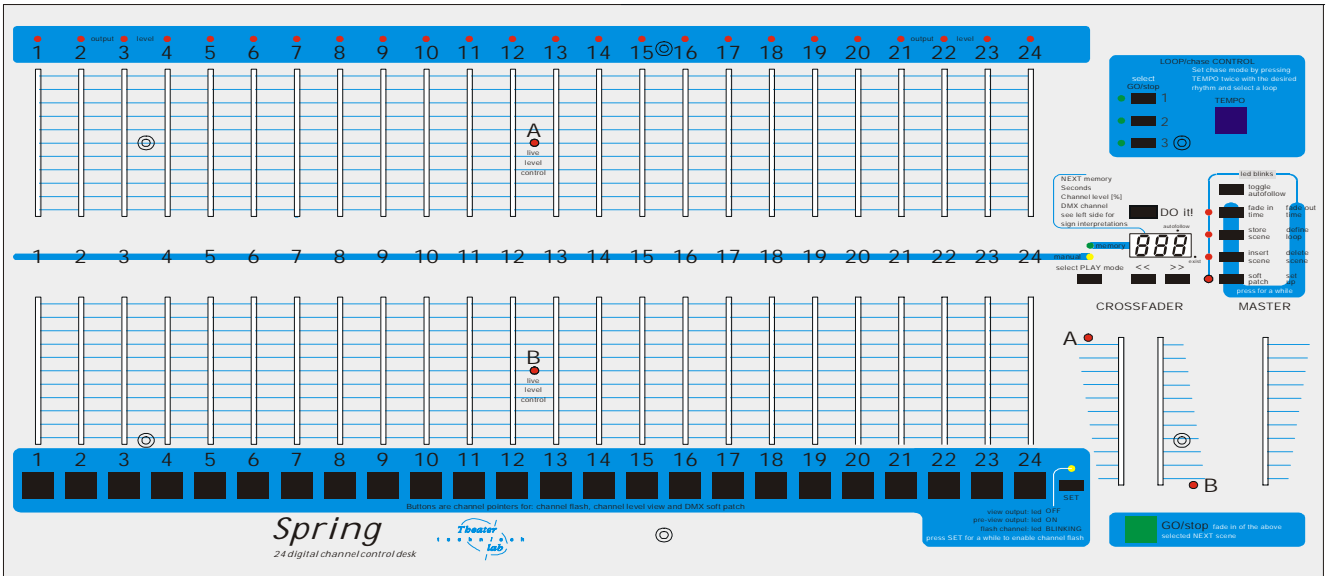 output level output level
1 2 3 4 5 6 7 8 9 10 11 12 13 14 15 16 17 18 19 20 21 22 23 24
A
live
level
control
1 2 3 4 5 6 7 8 9 10 11 12 13 14 15 16 17 18 19 20 21 22 23 24
B
live
level
control
1 2 3 4 5 6 7 8 9 10 11 12 13 14 15 16 17 18 19 20 21 22 23 24
Buttons are channel pointers for: channel flash, channel level view and DMX soft patch
SET
view output: led OFF
pre-view output: led ON
flash channel: led BLINKING
press SET for a while to enable channel flash
Spring
24 digital channel control desk
Theater
technisch
lab
LOOP/chase CONTROL
Set chase mode by pressing
TEMPO twice with the desired
rhythm and select a loop
select
GO/stop
1
2
3
TEMPO
NEXT memory
Seconds
Channel level [%]
DMX channel
see left side for
sign interpretations
DO it!
autofollow
888
memory
manual
select PLAY mode
<< >>
led blinks
toggle
autofollow
fade in
time
fade out
time
store
scene
define
loop
insert
scene
delete
scene
soft
patch
set
up
press for a while
CROSSFADER
MASTER
A
B
GO/stop fade in of the above
selected NEXT scene